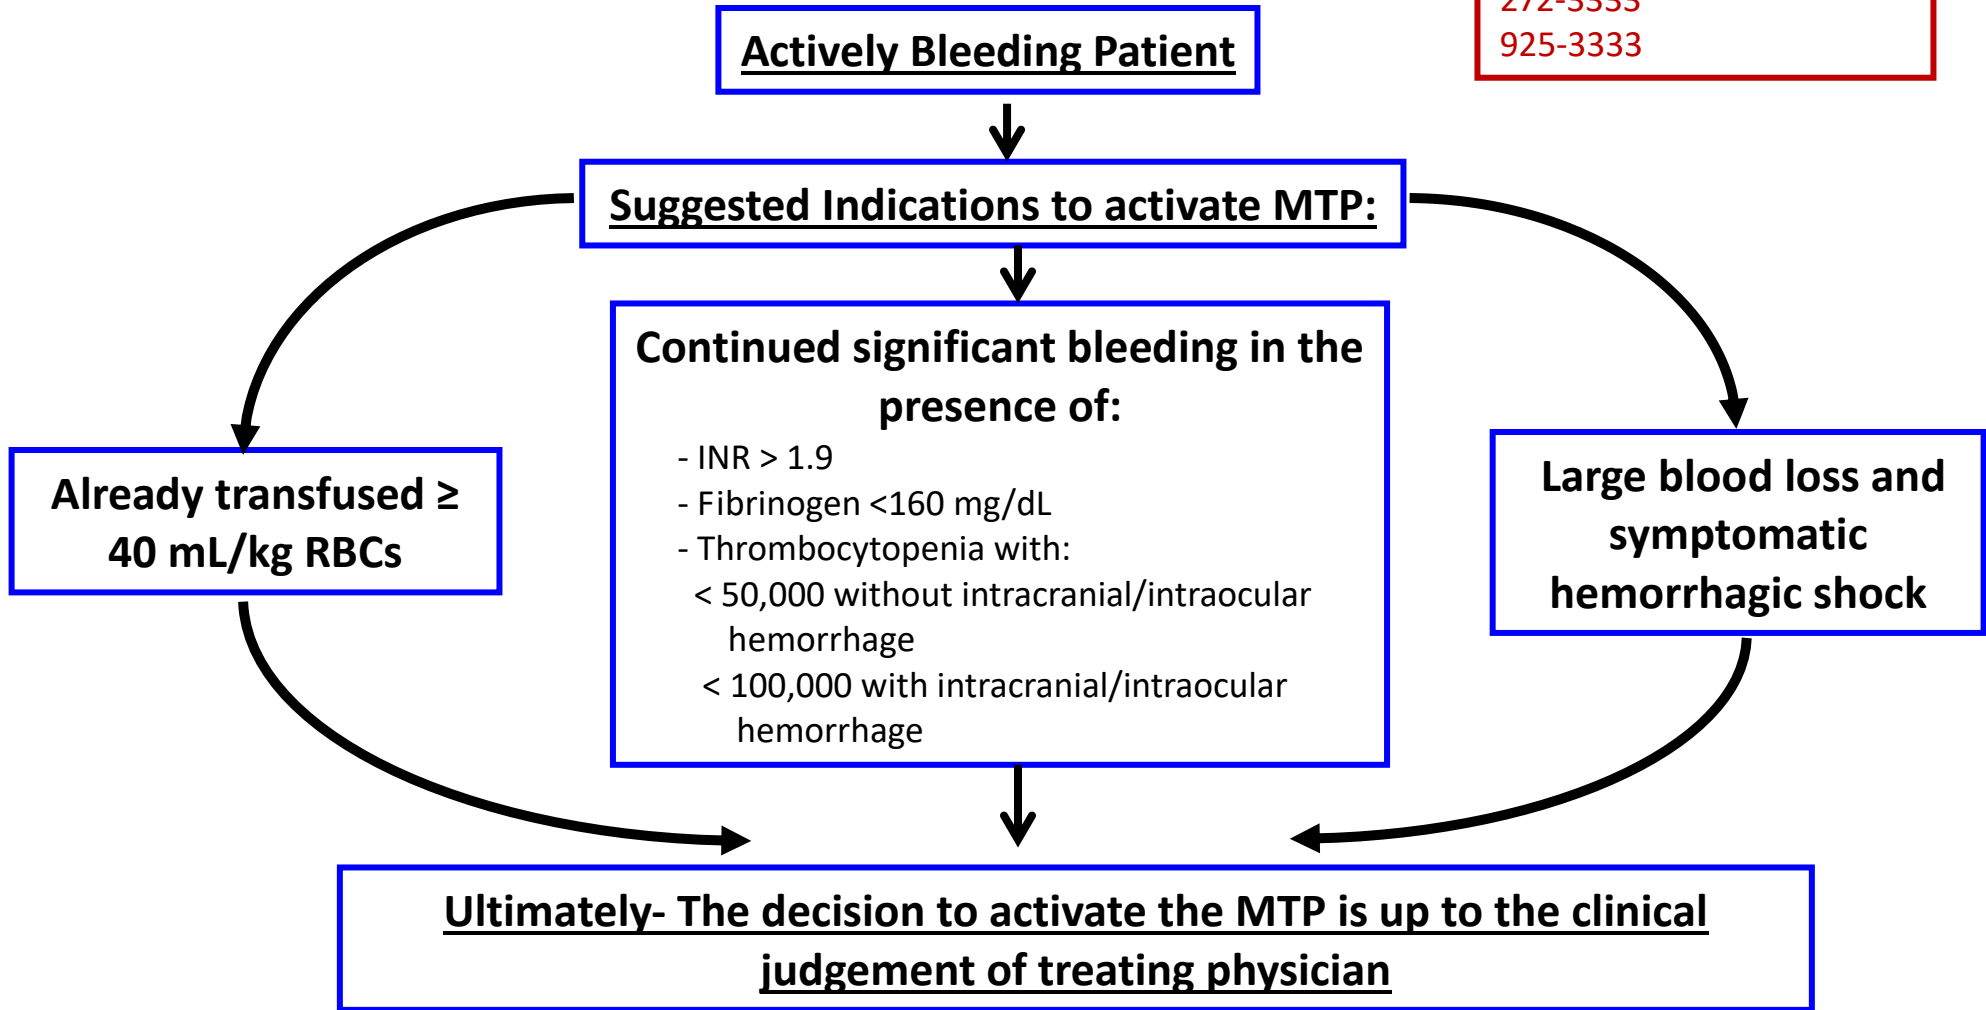 925-3333
Actively Bleeding Patient
Suggested Indications to activate MTP:
Continued significant bleeding in the
presence of:
- INR > 1.9
- Fibrinogen <160 mg/dL
- Thrombocytopenia with:
< 50,000 without intracranial/intraocular
hemorrhage
< 100,000 with intracranial/intraocular
hemorrhage
Already transfused ≥
40 mL/kg RBCs
Large blood loss and
symptomatic
hemorrhagic shock
Ultimately- The decision to activate the MTP is up to the clinical
judgement of treating physician